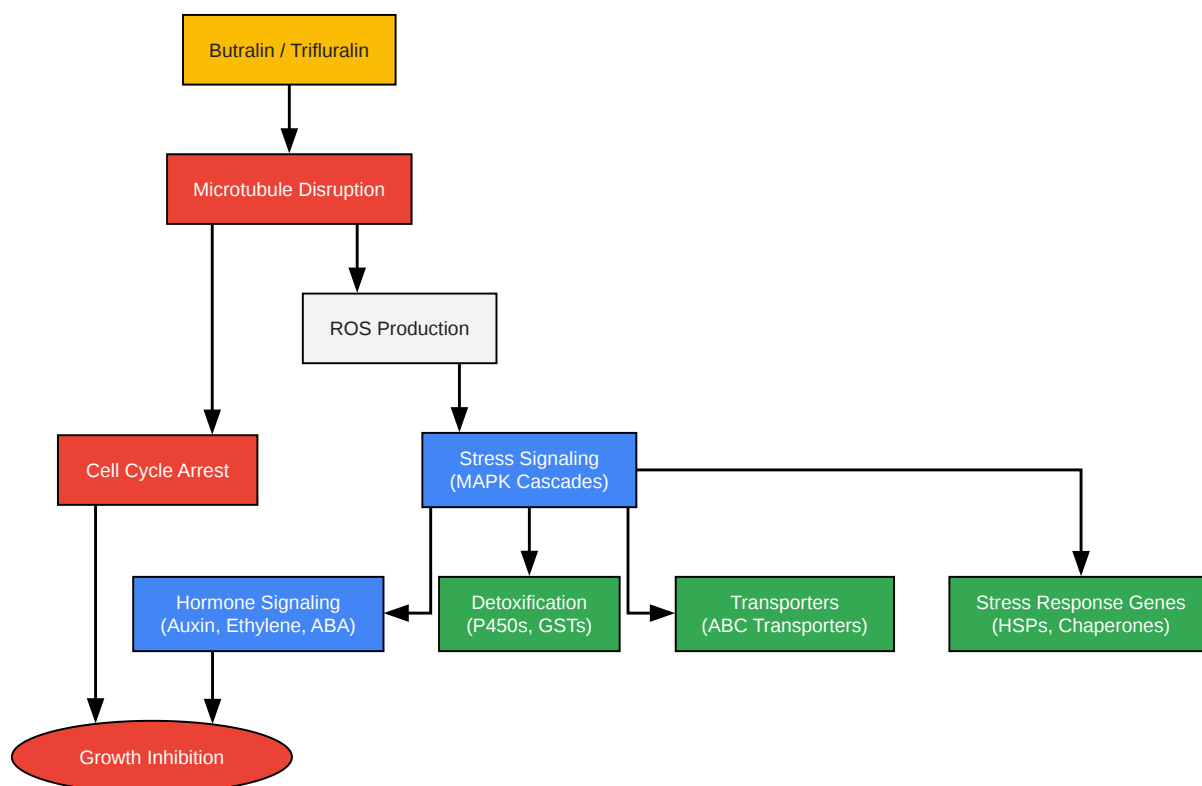 Butralin / Trifluralin
Microtubule Disruption
ROS Production
Cell Cycle Arrest
Stress Signaling
(MAPK Cascades)
Hormone Signaling
(Auxin, Ethylene, ABA)
Detoxification
(P450s, GSTs)
Transporters
(ABC Transporters)
Stress Response Genes
(HSPs, Chaperones)
Growth Inhibition